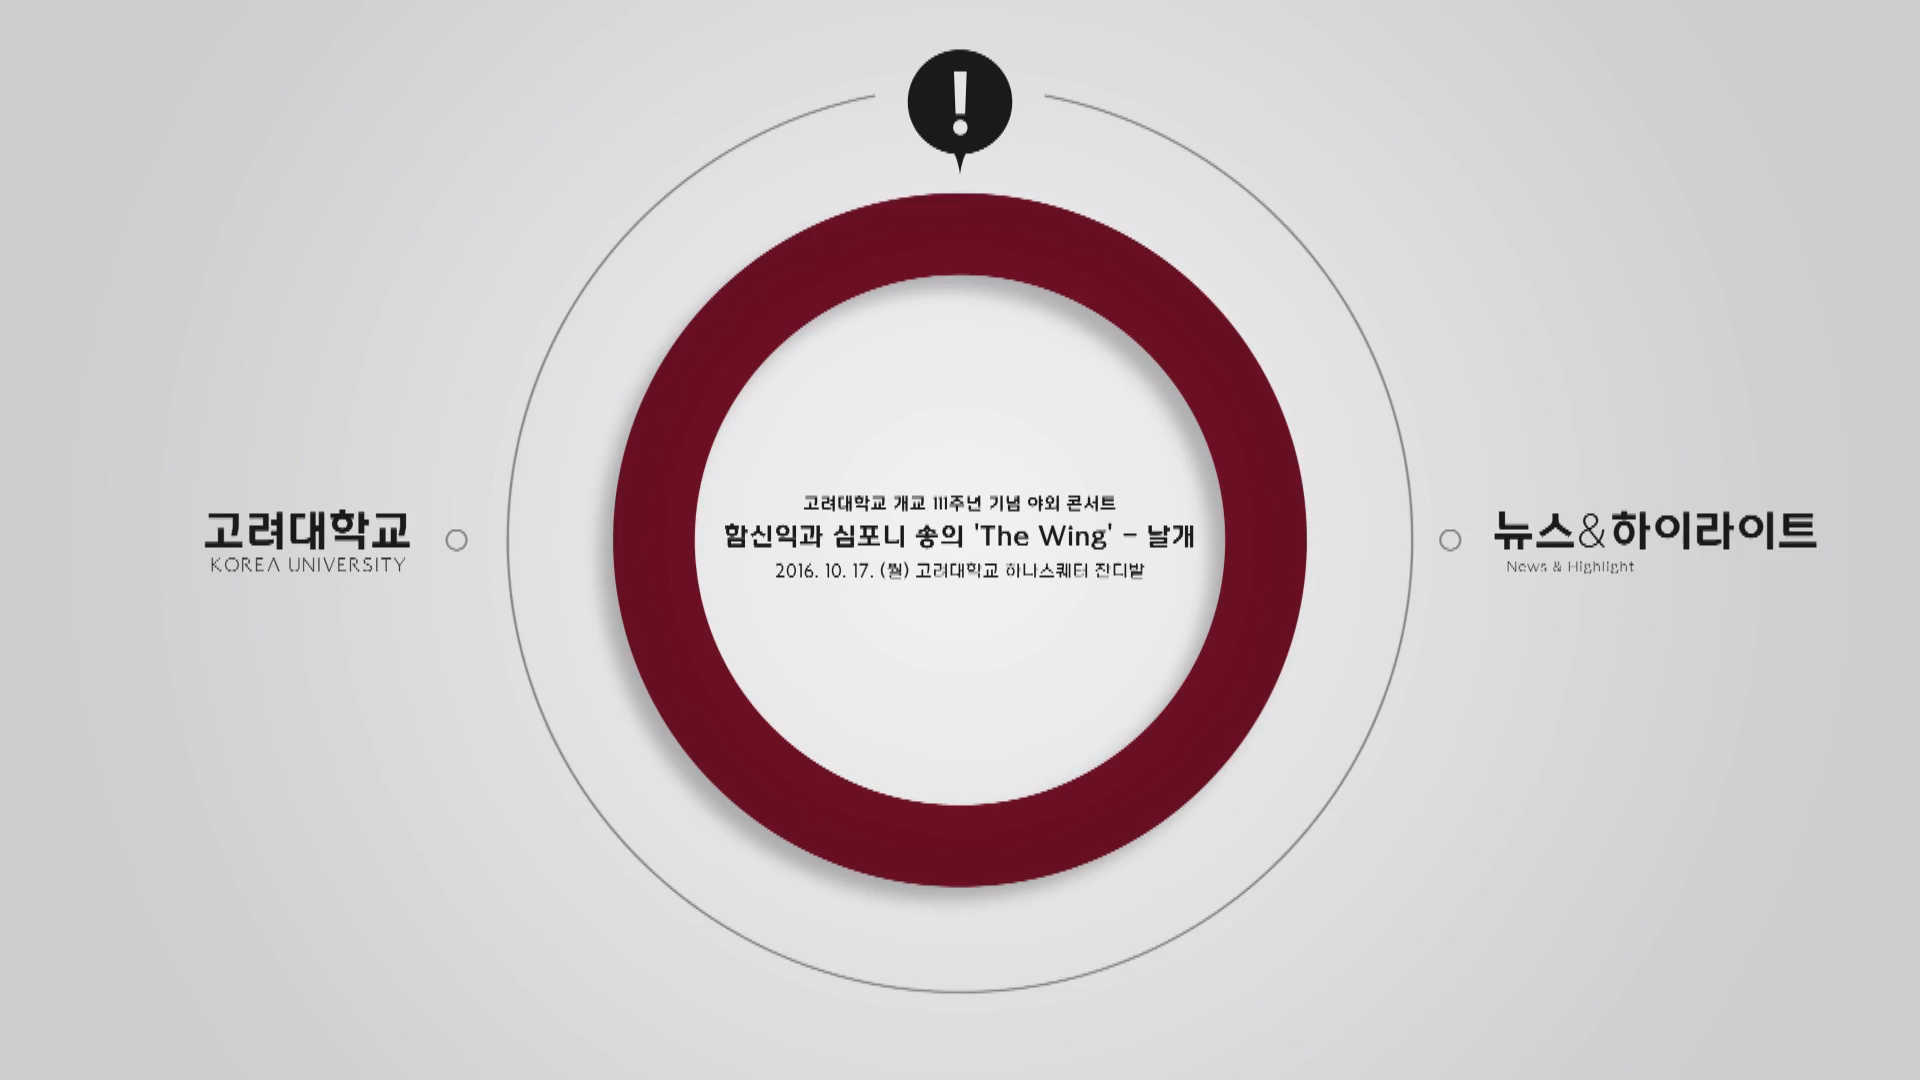 !
고려대학교
KOREA UNIVERSITY
고려대학교 개교 111주년 기념 야외 콘서트
함신익과 심포니 송의 'The Wing' - 날개
2016. 10. 17. (월) 고려대학교 하나스퀘터 잔디밭
뉴스&하이라이트
News & Highlight